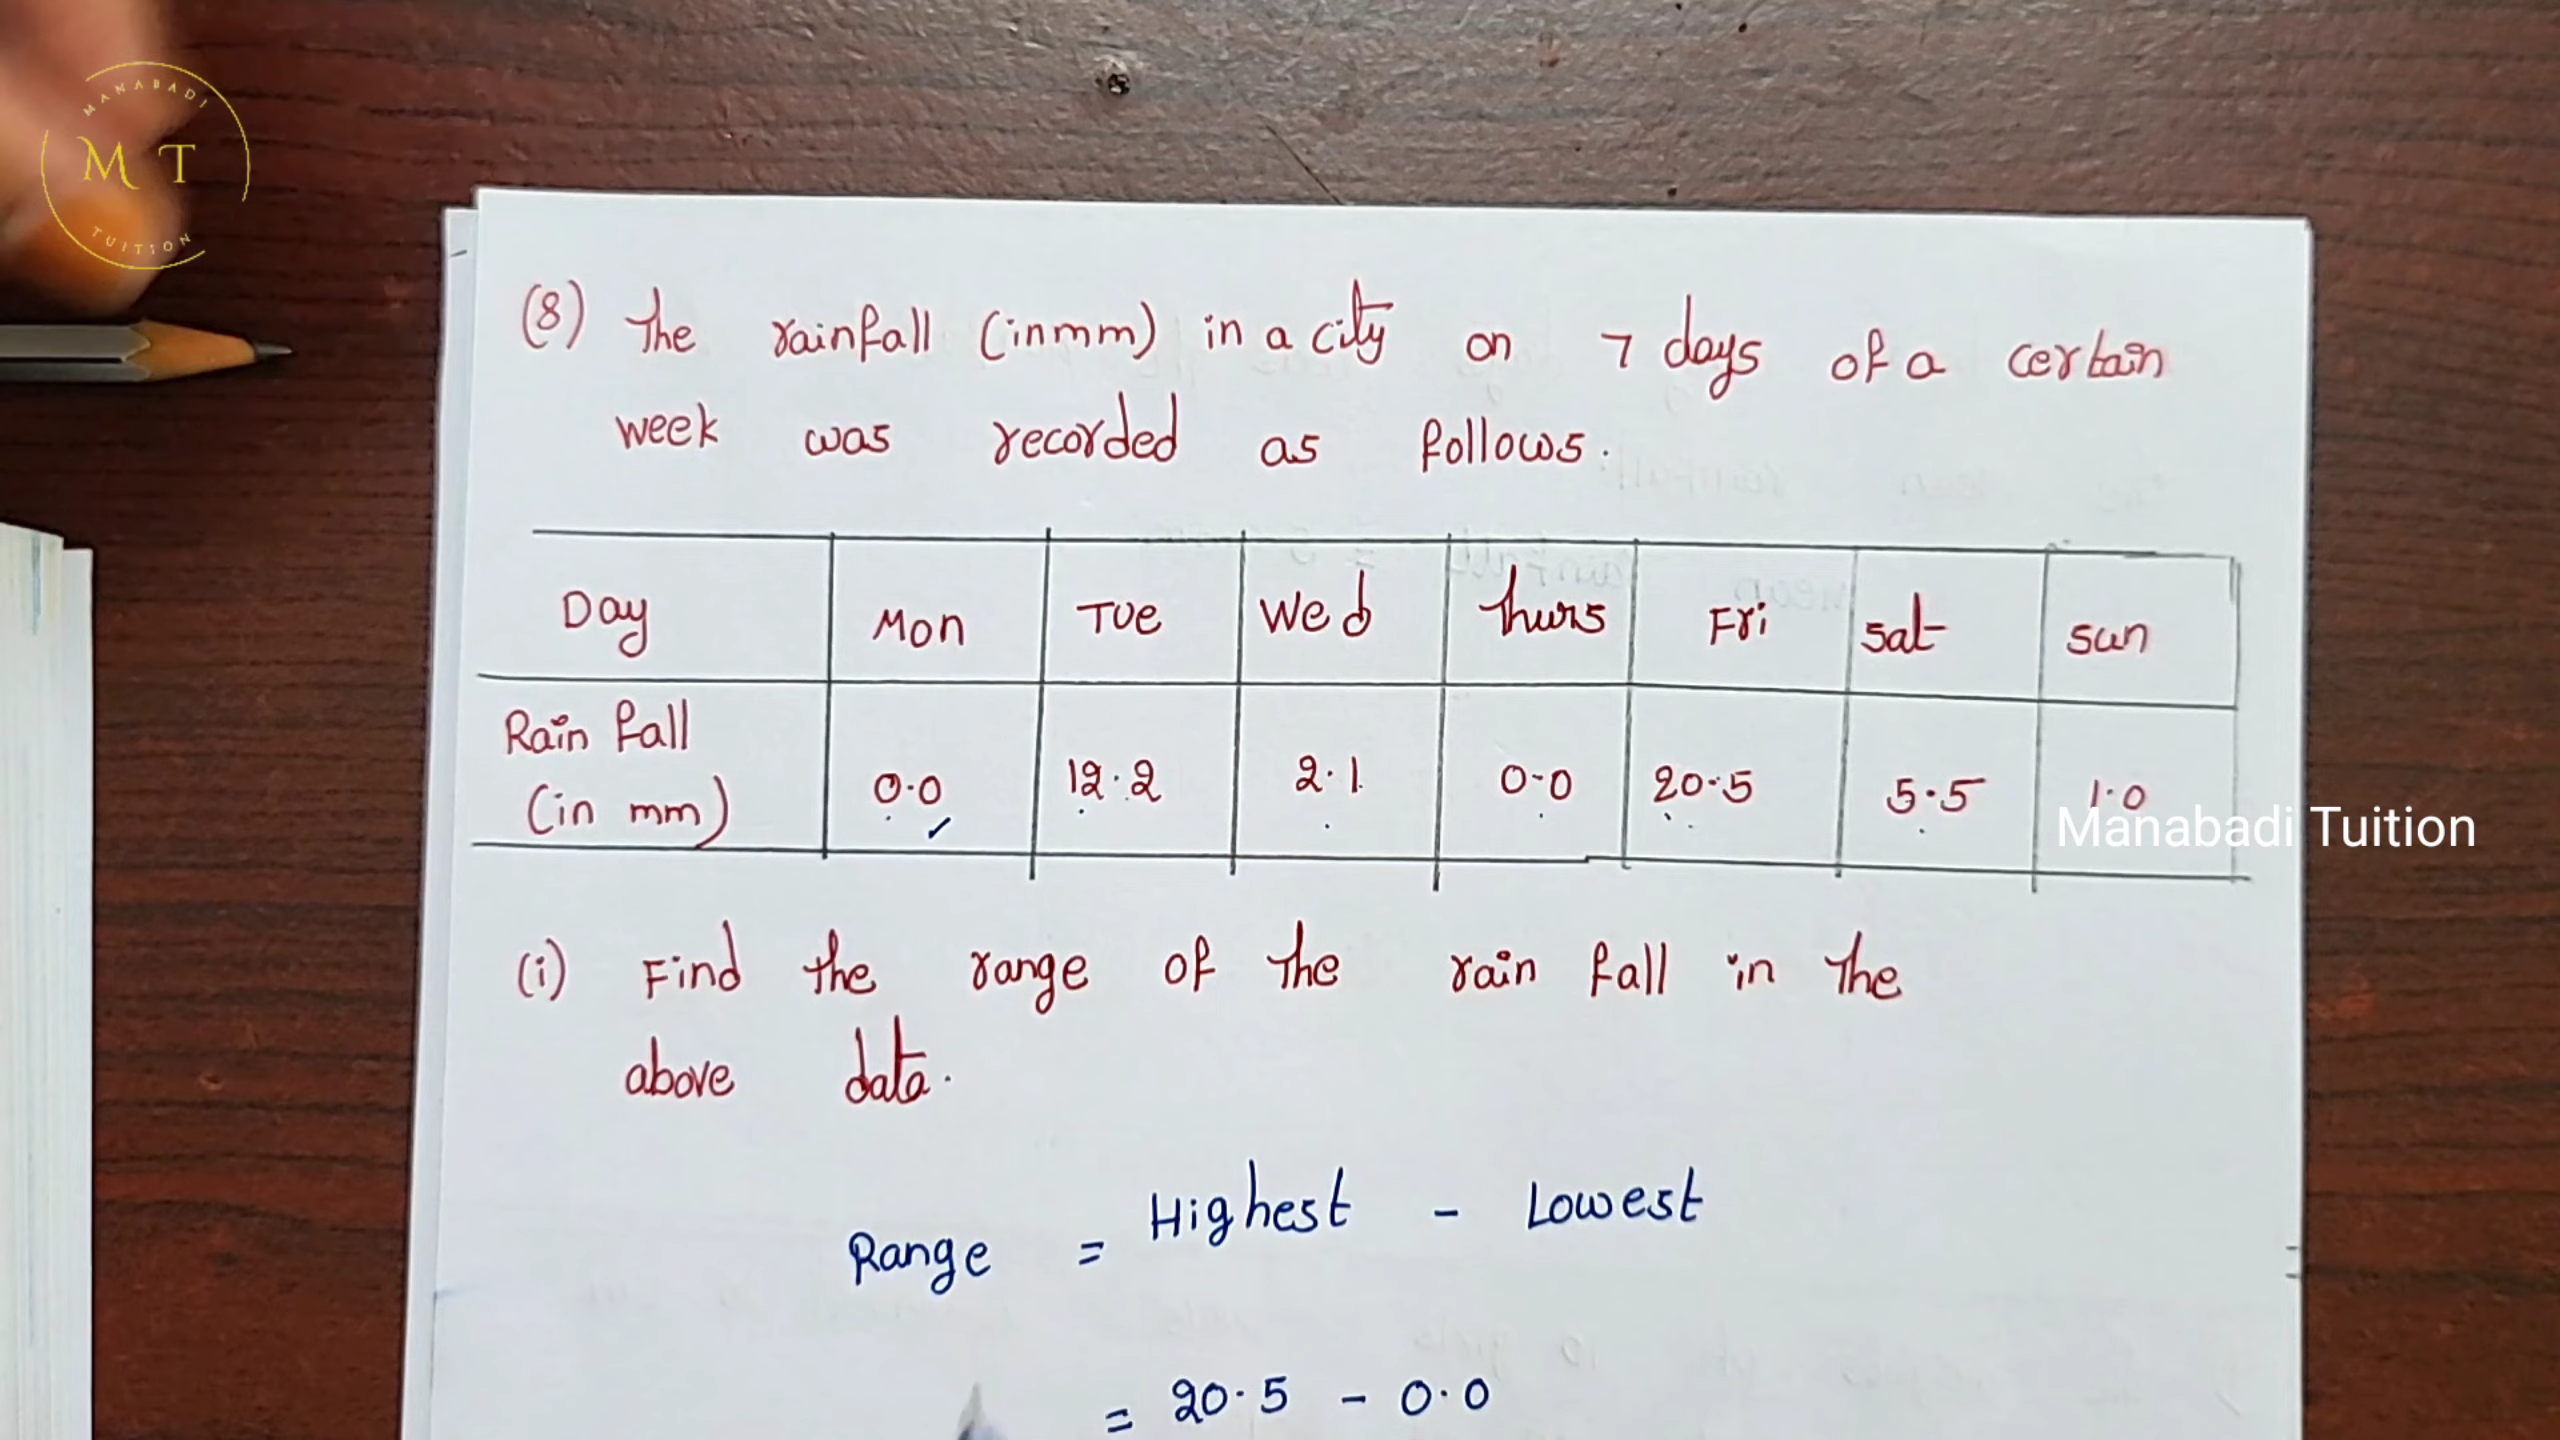 MANABADI
M T
TUITION
(8) The rainfall (in mm) in a city on 7 days of a certain
week was recorded as follows.
Day Mon TUe Wed Thurs Fri Sat Sun
Rain fall
(in mm) 0.0 12.2 2.1 0.0 20.5 5.5 1.0
Manabadi Tuition
(i) Find the range of the rain fall in the
above data.
Range = Highest - Lowest
= 20.5 - 0.0